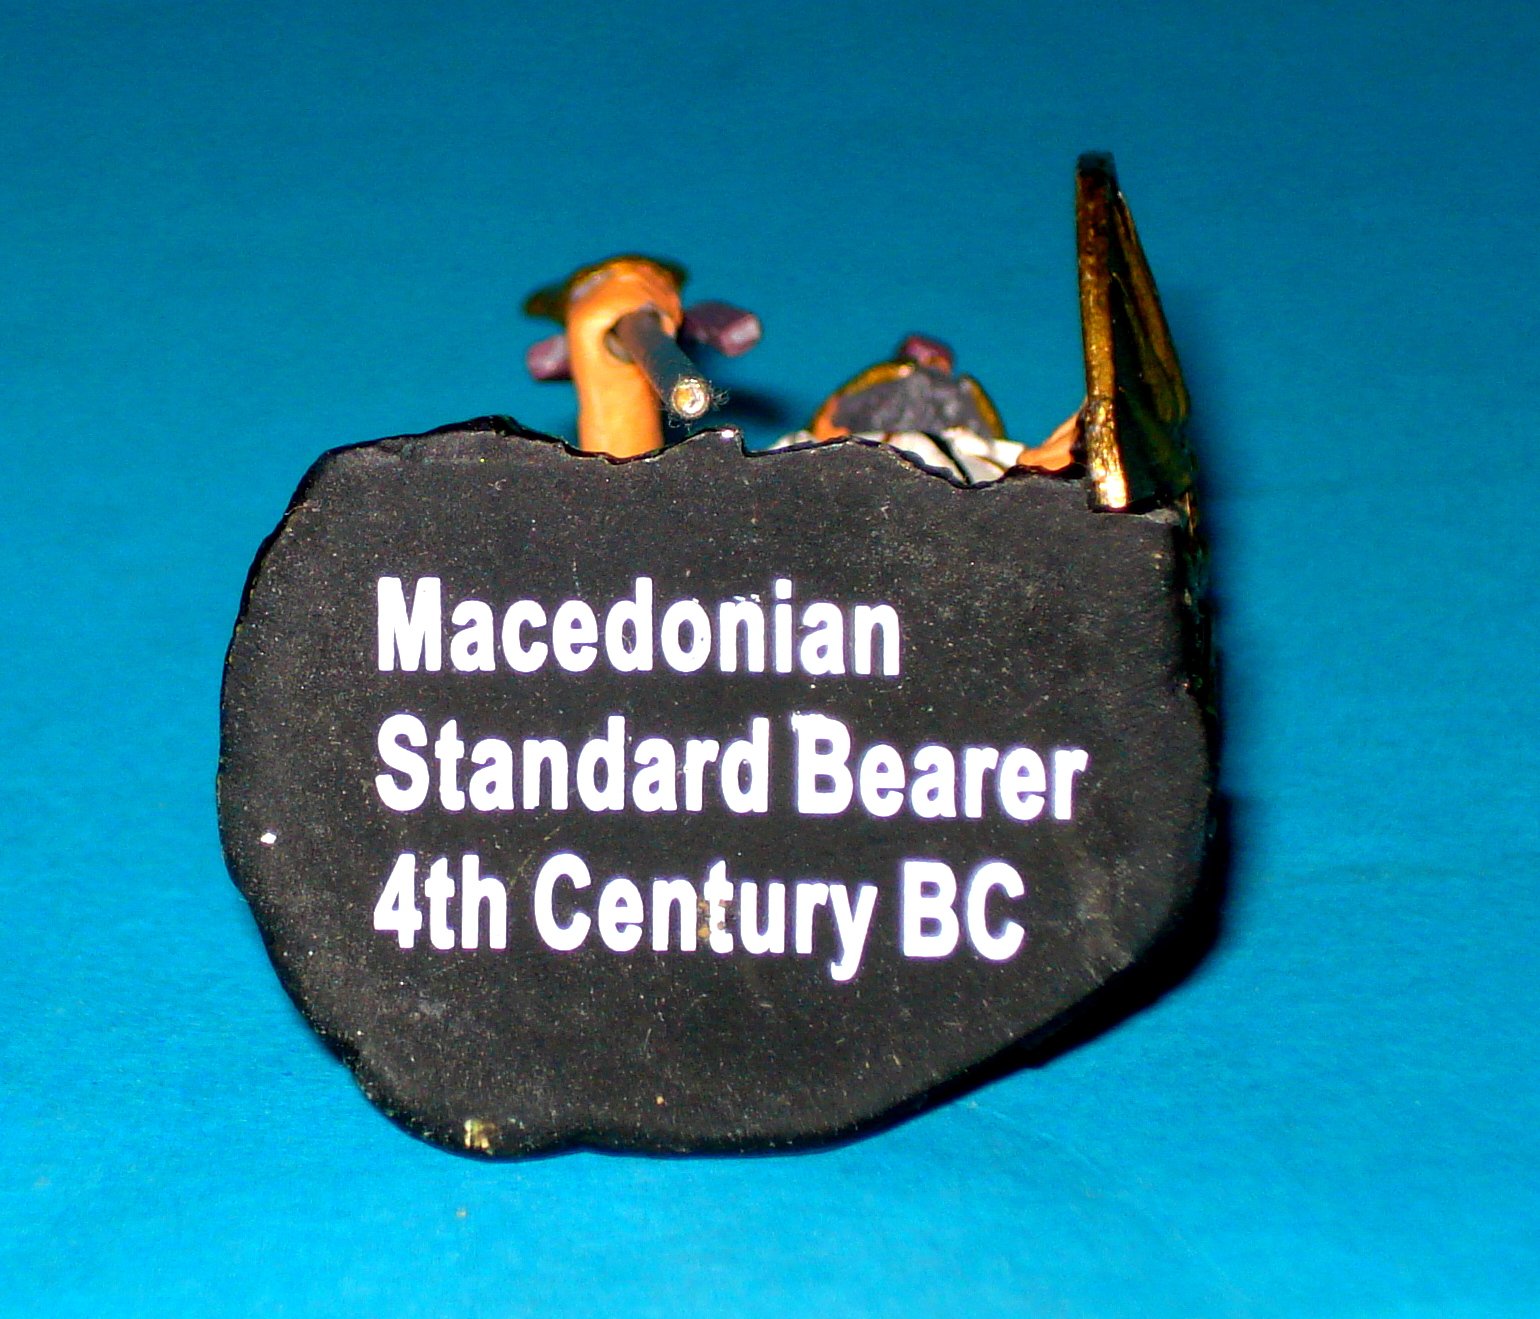 Macedonian
Standard Bearer
4th Century BC